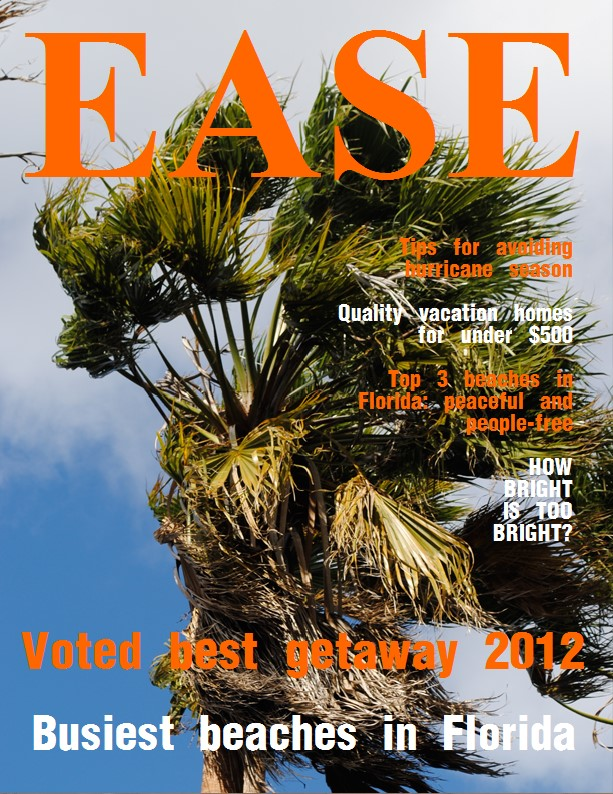 EASE
Tips for avoiding
hurricane season
Quality vacation homes
for under $500
Top 3 beaches in
Florida: peaceful and
people-free
HOW
BRIGHT
IS TOO
BRIGHT?
Voted best getaway 2012
Busiest beaches in Florida